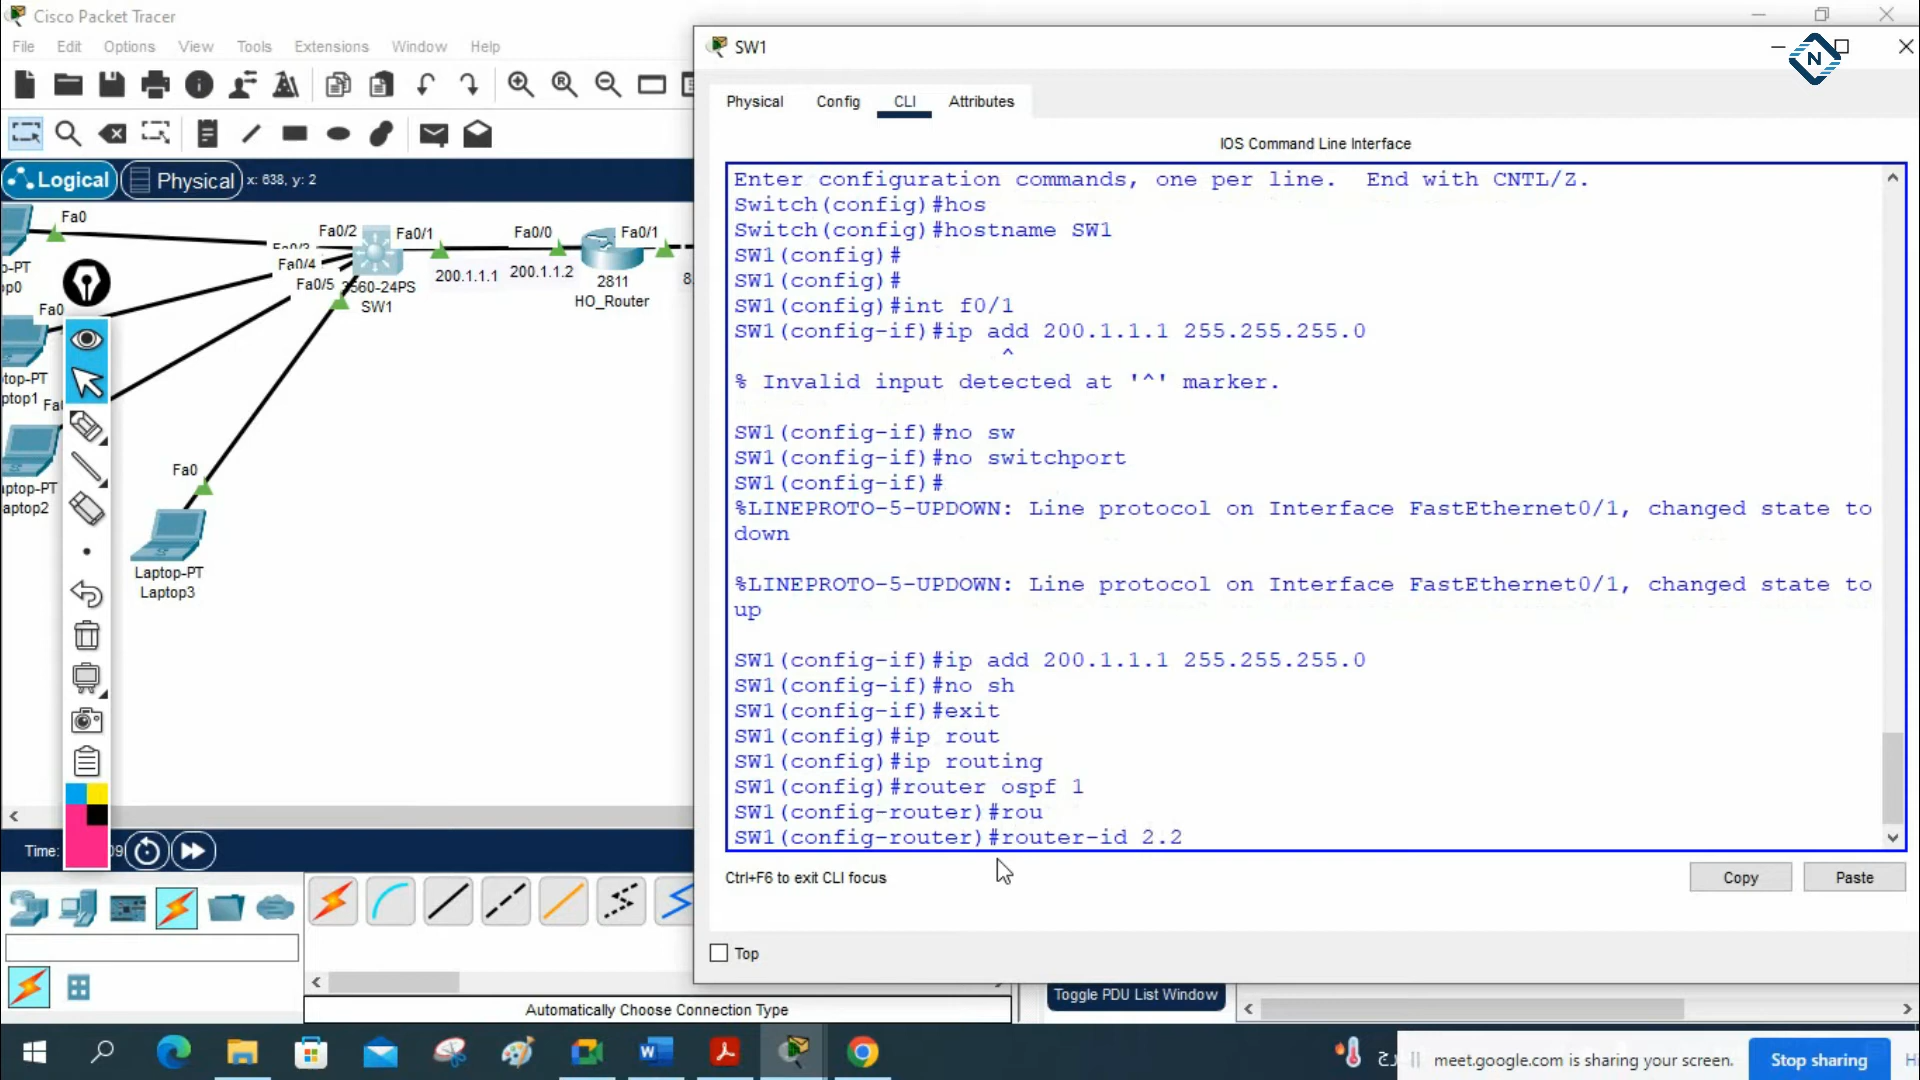 Cisco Packet Tracer
File Edit Options View Tools Extensions Window Help
Logical Physical x: 638, y: 2
Fa0
Fa0/2 Fa0/1 Fa0/0 Fa0/1
Fa0/4
Fa0/5
3560-24PS
SW1
200.1.1.1 200.1.1.2
2811
HO_Router
8
-PT
Fa0
top-PT
ptop1
aptop2
Fa0
Laptop-PT
Laptop3
Time:
Automatically Choose Connection Type
SW1
N
Physical Config CLI Attributes
IOS Command Line Interface
Enter configuration commands, one per line. End with CNTL/Z.
Switch(config)#hos
Switch(config)#hostname SW1
SW1(config)#
SW1(config)#
SW1(config)#int f0/1
SW1(config-if)#ip add 200.1.1.1 255.255.255.0
^
% Invalid input detected at '^' marker.
SW1(config-if)#no sw
SW1(config-if)#no switchport
SW1(config-if)#
%LINEPROTO-5-UPDOWN: Line protocol on Interface FastEthernet0/1, changed state to
down
%LINEPROTO-5-UPDOWN: Line protocol on Interface FastEthernet0/1, changed state to
up
SW1(config-if)#ip add 200.1.1.1 255.255.255.0
SW1(config-if)#no sh
SW1(config-if)#exit
SW1(config)#ip rout
SW1(config)#ip routing
SW1(config)#router ospf 1
SW1(config-router)#rou
SW1(config-router)#router-id 2.2
Ctrl+F6 to exit CLI focus
Copy Paste
Top
Toggle PDU List Window
meet.google.com is sharing your screen. Stop sharing